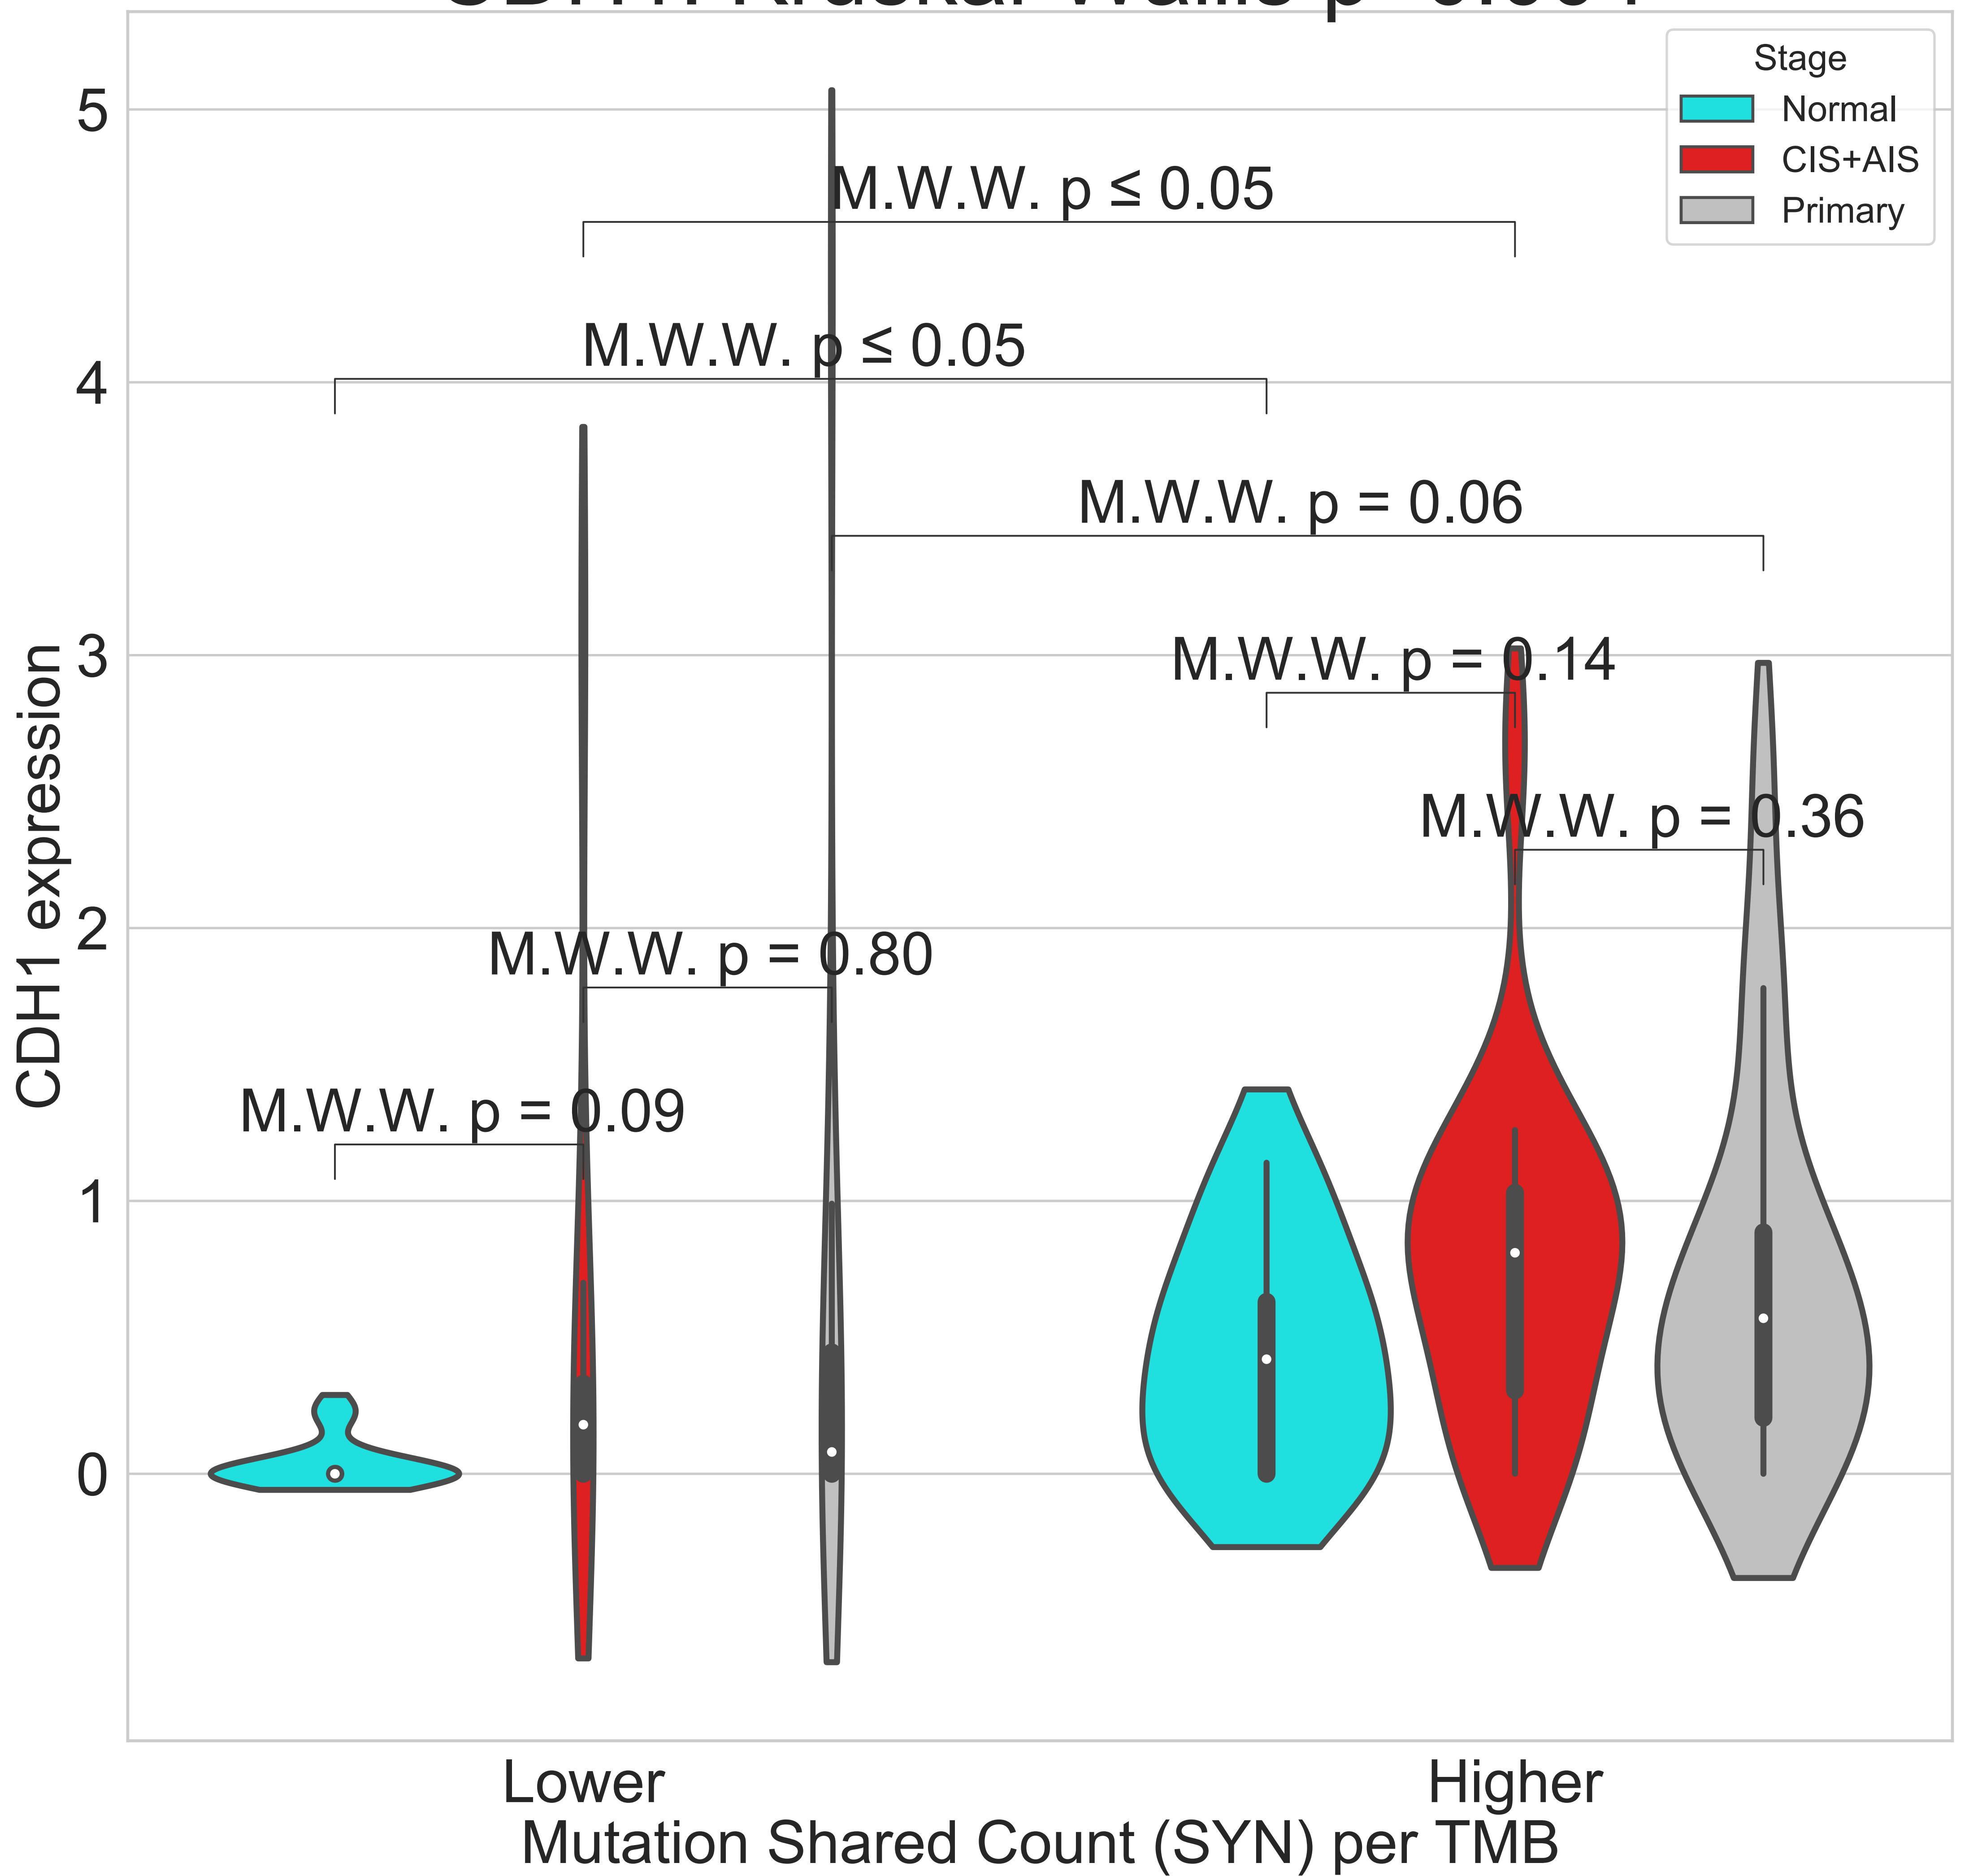 Stage
Normal
CIS+AIS
Primary
5
M.W.W. p ≤ 0.05
M.W.W. p ≤ 0.05
4
M.W.W. p = 0.06
M.W.W. p = 0.14
3
M.W.W. p = 0.36
M.W.W. p = 0.80
2
M.W.W. p = 0.09
1
0
CDH1 expression
Lower
Higher
Mutation Shared Count (SYN) per TMB